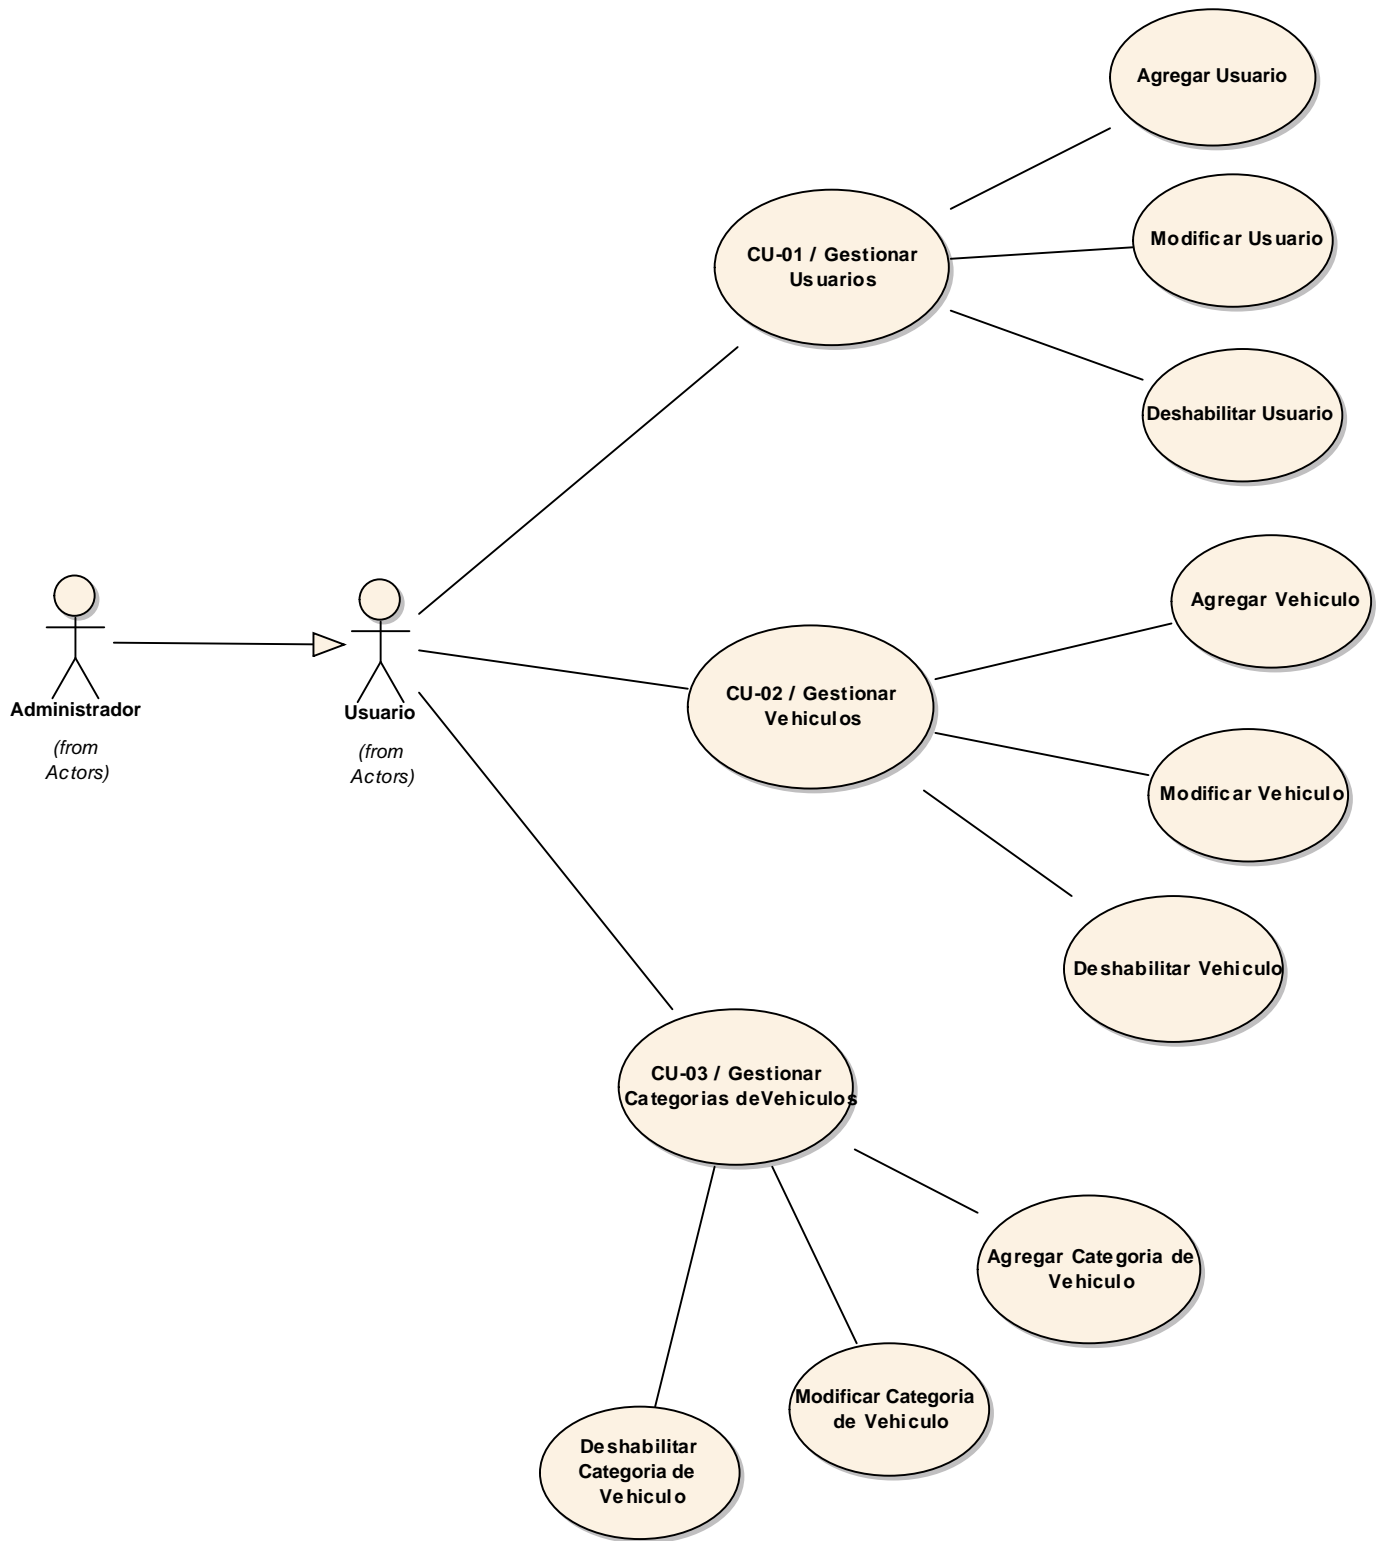 Agregar Usuario
Modificar Usuario
CU-01 / Gestionar
Usuarios
Deshabilitar Usuario
Agregar Vehiculo
CU-02 / Gestionar
Vehiculos
Administrador
(from
Actors)
Usuario
(from
Actors)
Modificar Vehiculo
Deshabilitar Vehiculo
CU-03 / Gestionar
Categorias deVehiculos
Agregar Categoria de
Vehiculo
Modificar Categoria
de Vehiculo
Deshabilitar
Categoria de
Vehiculo